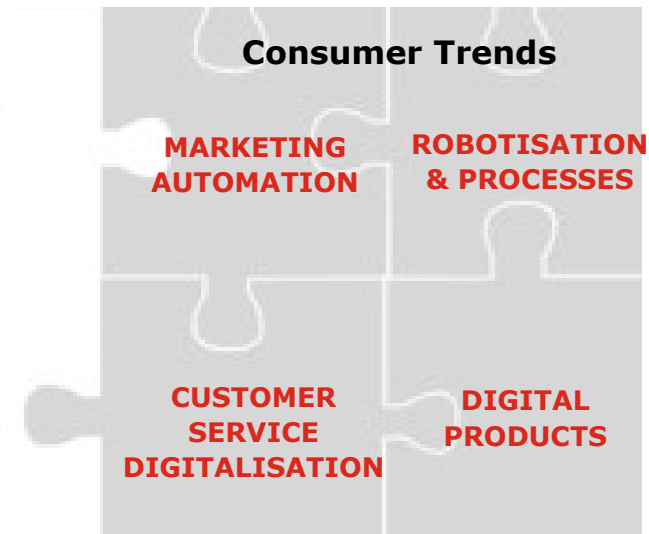 Consumer Trends
MARKETING
AUTOMATION
ROBOTISATION
& PROCESSES
CUSTOMER
SERVICE
DIGITALISATION
DIGITAL
PRODUCTS